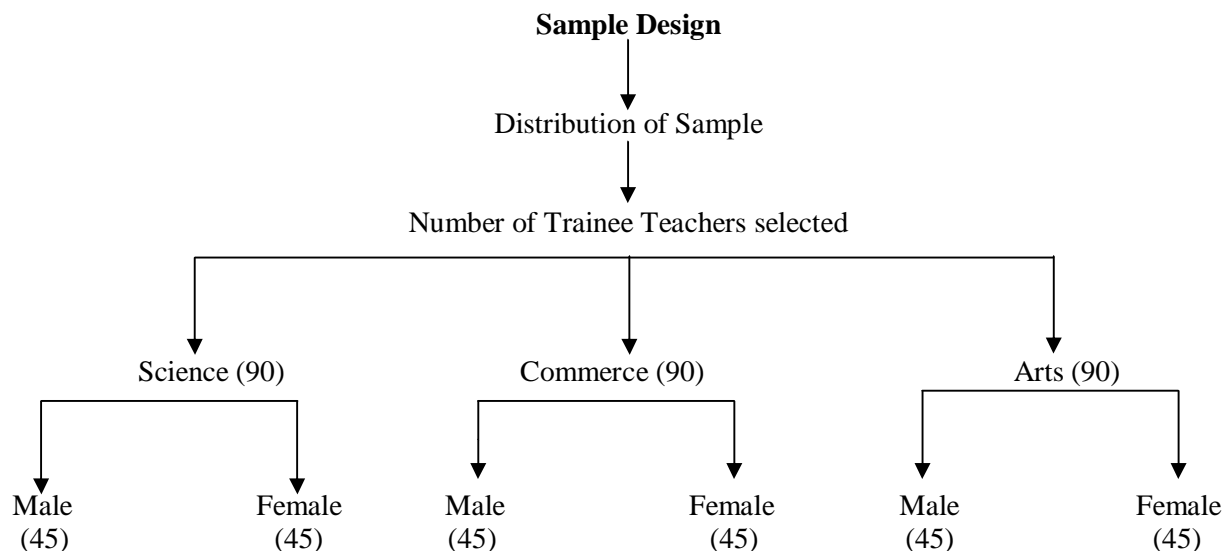 Sample Design
Distribution of Sample
Number of Trainee Teachers selected
Science (90)
Commerce (90)
Arts (90)
Male
(45)
Female
(45)
Male
(45)
Female
(45)
Male
(45)
Female
(45)